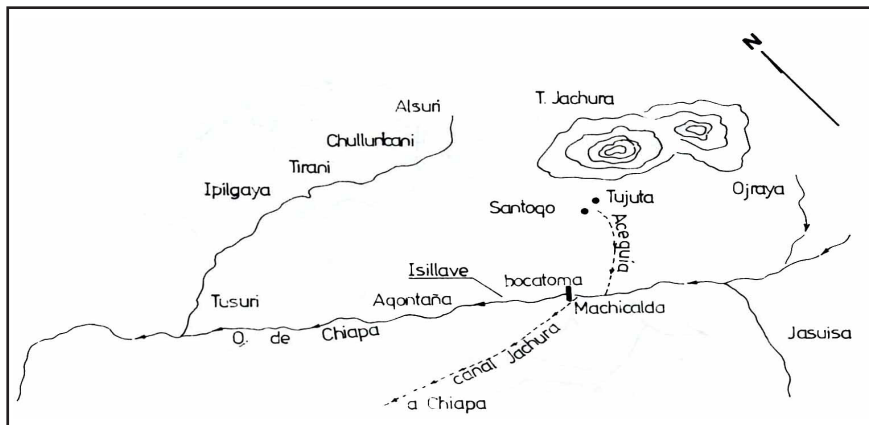 N
T. Jachura
Alsuri
Chullunkani
Tirani
Ipilgaya
Ojraya
Tujuta
Santoqo
Acequia
Isillave
bocatoma
Tusuri
Aqontaña
Machicalda
Q. de Chiapa
Jasuisa
canal Jachura
a Chiapa